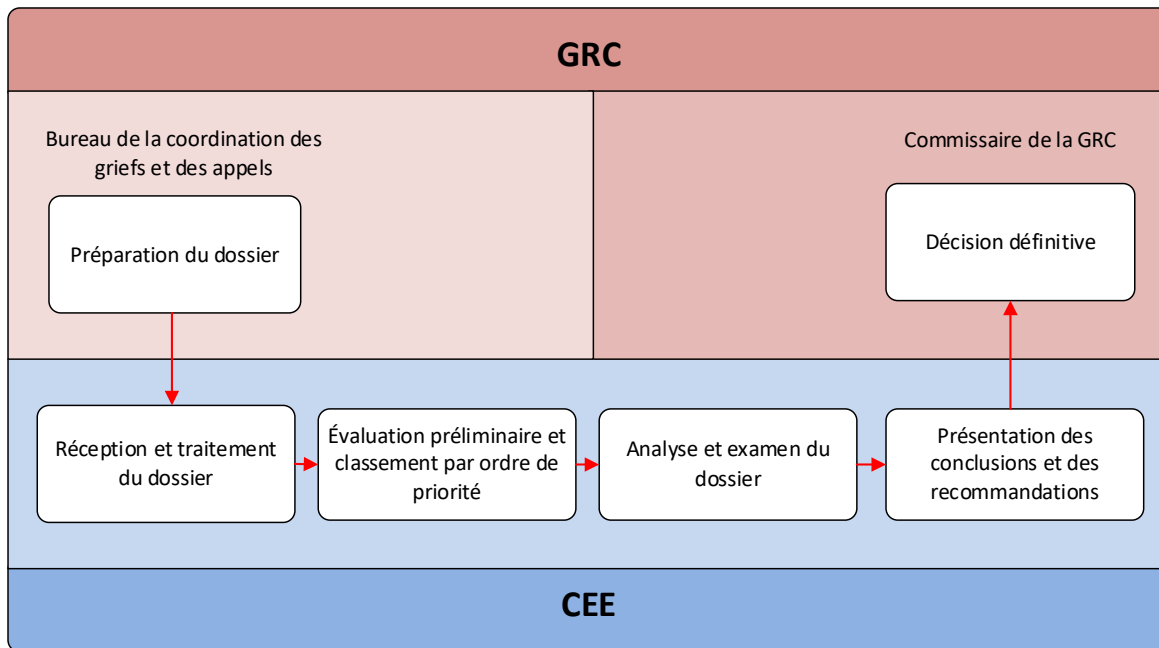 GRC
Bureau de la coordination des
griefs et des appels
Préparation du dossier
Commissaire de la GRC
Décision définitive
Réception et traitement
du dossier
Évaluation préliminaire et
classement par ordre de
priorité
Analyse et examen du
dossier
Présentation des
conclusions et des
recommandations
CEE